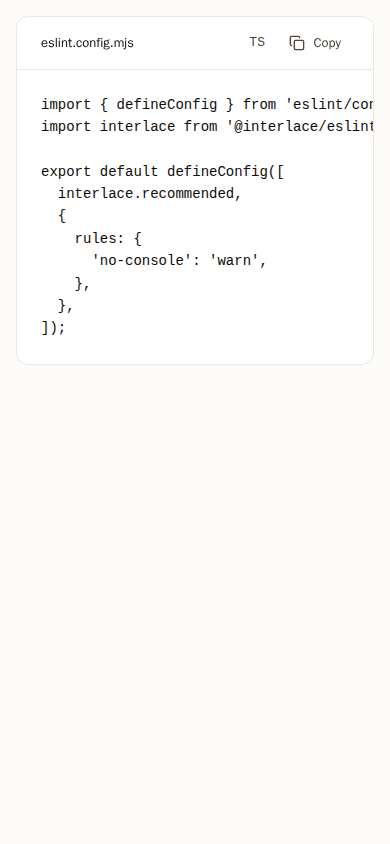 eslint.config.mjs TS Copy
import { defineConfig } from 'eslint/con
import interlace from '@interlace/eslint
export default defineConfig([
  interlace.recommended,
  {
    rules: {
      'no-console': 'warn',
    },
  },
]);